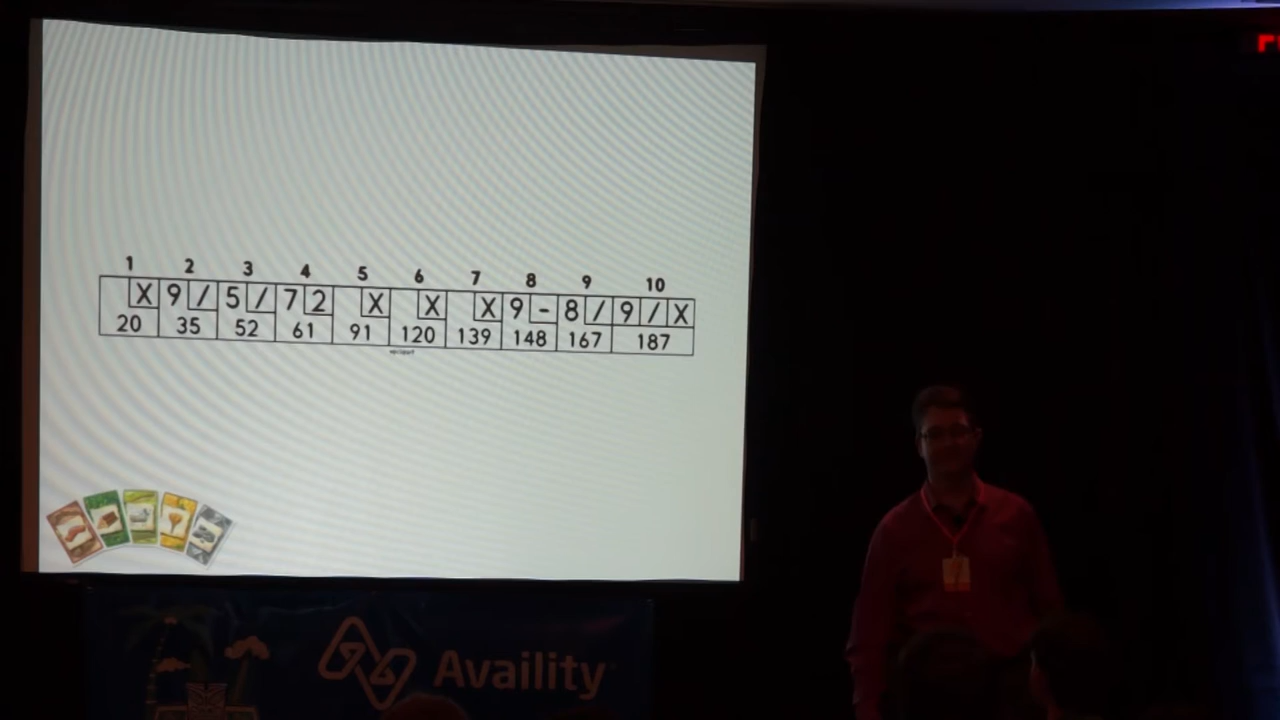 1 2 3 4 5 6 7 8 9 10
X 9 / 5 / 7 2 X X X 9 - 8 / 9 / X
20 35 52 61 91 120 139 148 167 187
Availity